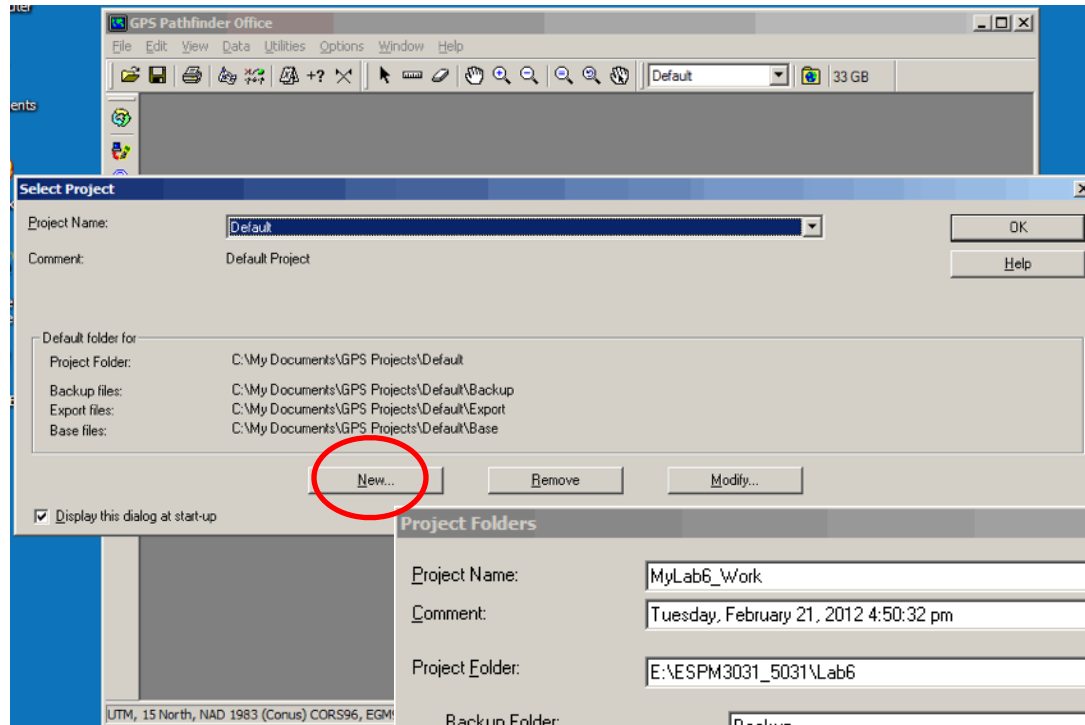 ents
GPS Pathfinder Office
File Edit View Data Utilities Options Window Help
Default 33 GB
Select Project
Project Name: Default OK
Comment: Default Project Help
Default folder for
Project Folder: C:\My Documents\GPS Projects\Default
Backup files: C:\My Documents\GPS Projects\Default\Backup
Export files: C:\My Documents\GPS Projects\Default\Export
Base files: C:\My Documents\GPS Projects\Default\Base
New... Remove Modify...
Display this dialog at start-up
Project Folders
Project Name: MyLab6_Work
Comment: Tuesday, February 21, 2012 4:50:32 pm
Project Folder: E:\ESPM3031_5031\Lab6
Backup Folder: Backup
UTM, 15 North, NAD 1983 (Conus) CORS96, EGM